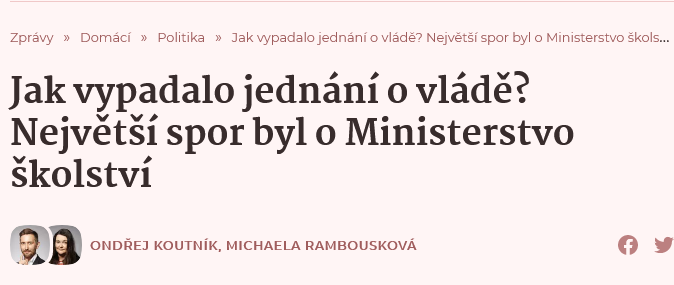 Zprávy » Domácí » Politika » Jak vypadalo jednání o vládě? Největší spor byl o Ministerstvo škols...
Jak vypadalo jednání o vládě?
Největší spor byl o Ministerstvo
školství
ONDŘEJ KOUTNÍK, MICHAELA RAMBOUSKOVÁ